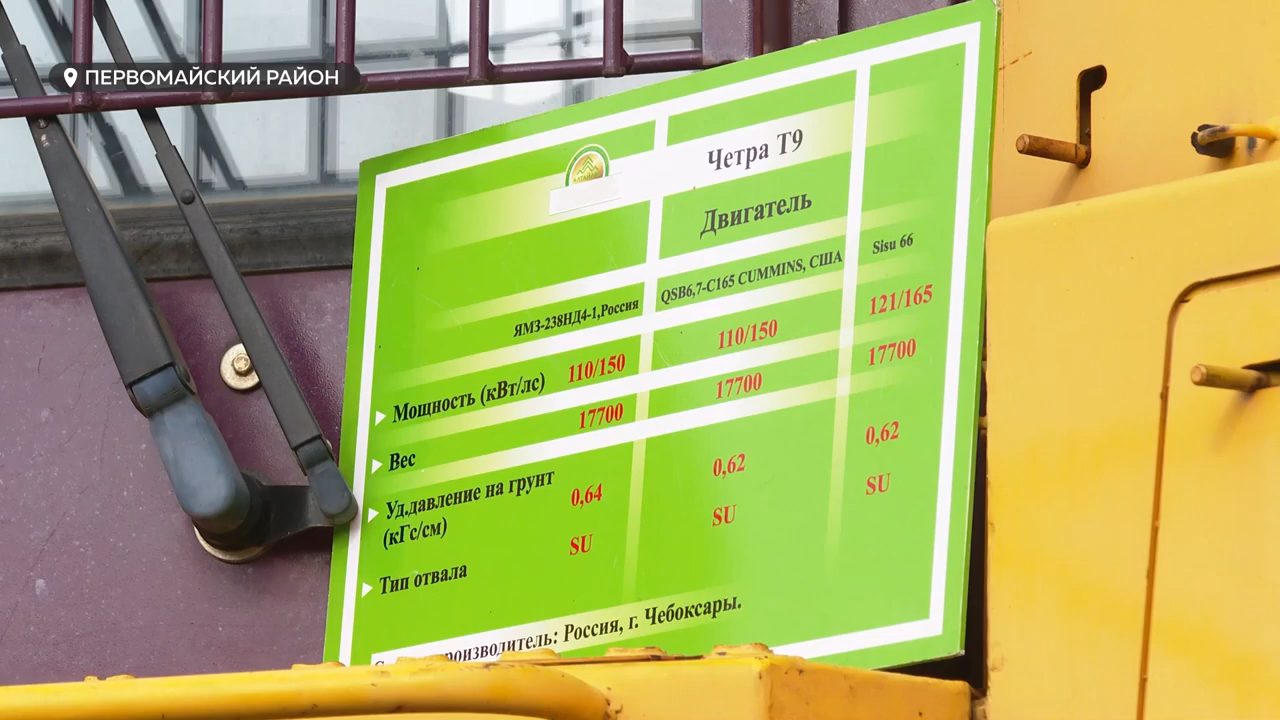 ПЕРВОМАЙСКИЙ РАЙОН
Четра Т9
Двигатель
ЯМЗ-238НД4-1,Россия QSB6,7-C165 CUMMINS, США Sisu 66
Мощность (кВт/лс) 110/150 110/150 121/165
Вес 17700 17700 17700
Уд.давление на грунт 0,64 0,62 0,62
(кГс/см)
Тип отвала SU SU SU
Россия, г. Чебоксары.